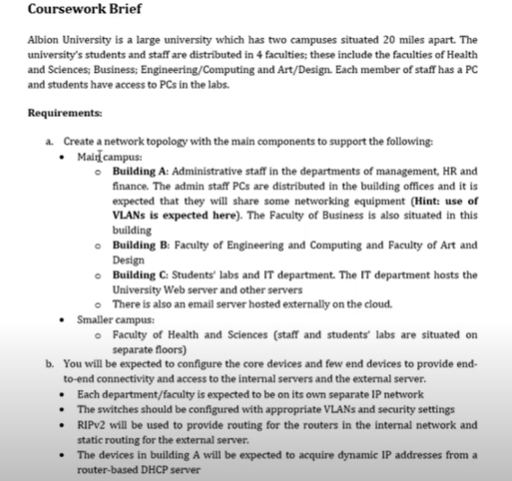 Coursework Brief
Albion University is a large university which has two campuses situated 20 miles apart. The
university's students and staff are distributed in 4 faculties; these include the faculties of Health
and Sciences; Business; Engineering/Computing and Art/Design. Each member of staff has a PC
and students have access to PCs in the labs.
Requirements:
a. Create a network topology with the main components to support the following:
• Main campus:
o Building A: Administrative staff in the departments of management, HR and
finance. The admin staff PCs are distributed in the building offices and it is
expected that they will share some networking equipment (Hint: use of
VLANs is expected here). The Faculty of Business is also situated in this
building
o Building B: Faculty of Engineering and Computing and Faculty of Art and
Design
o Building C: Students' labs and IT department. The IT department hosts the
University Web server and other servers
o There is also an email server hosted externally on the cloud.
• Smaller campus:
o Faculty of Health and Sciences (staff and students' labs are situated on
separate floors)
b. You will be expected to configure the core devices and few end devices to provide end-
to-end connectivity and access to the internal servers and the external server.
• Each department/faculty is expected to be on its own separate IP network
• The switches should be configured with appropriate VLANs and security settings
• RIPv2 will be used to provide routing for the routers in the internal network and
static routing for the external server.
• The devices in building A will be expected to acquire dynamic IP addresses from a
router-based DHCP server